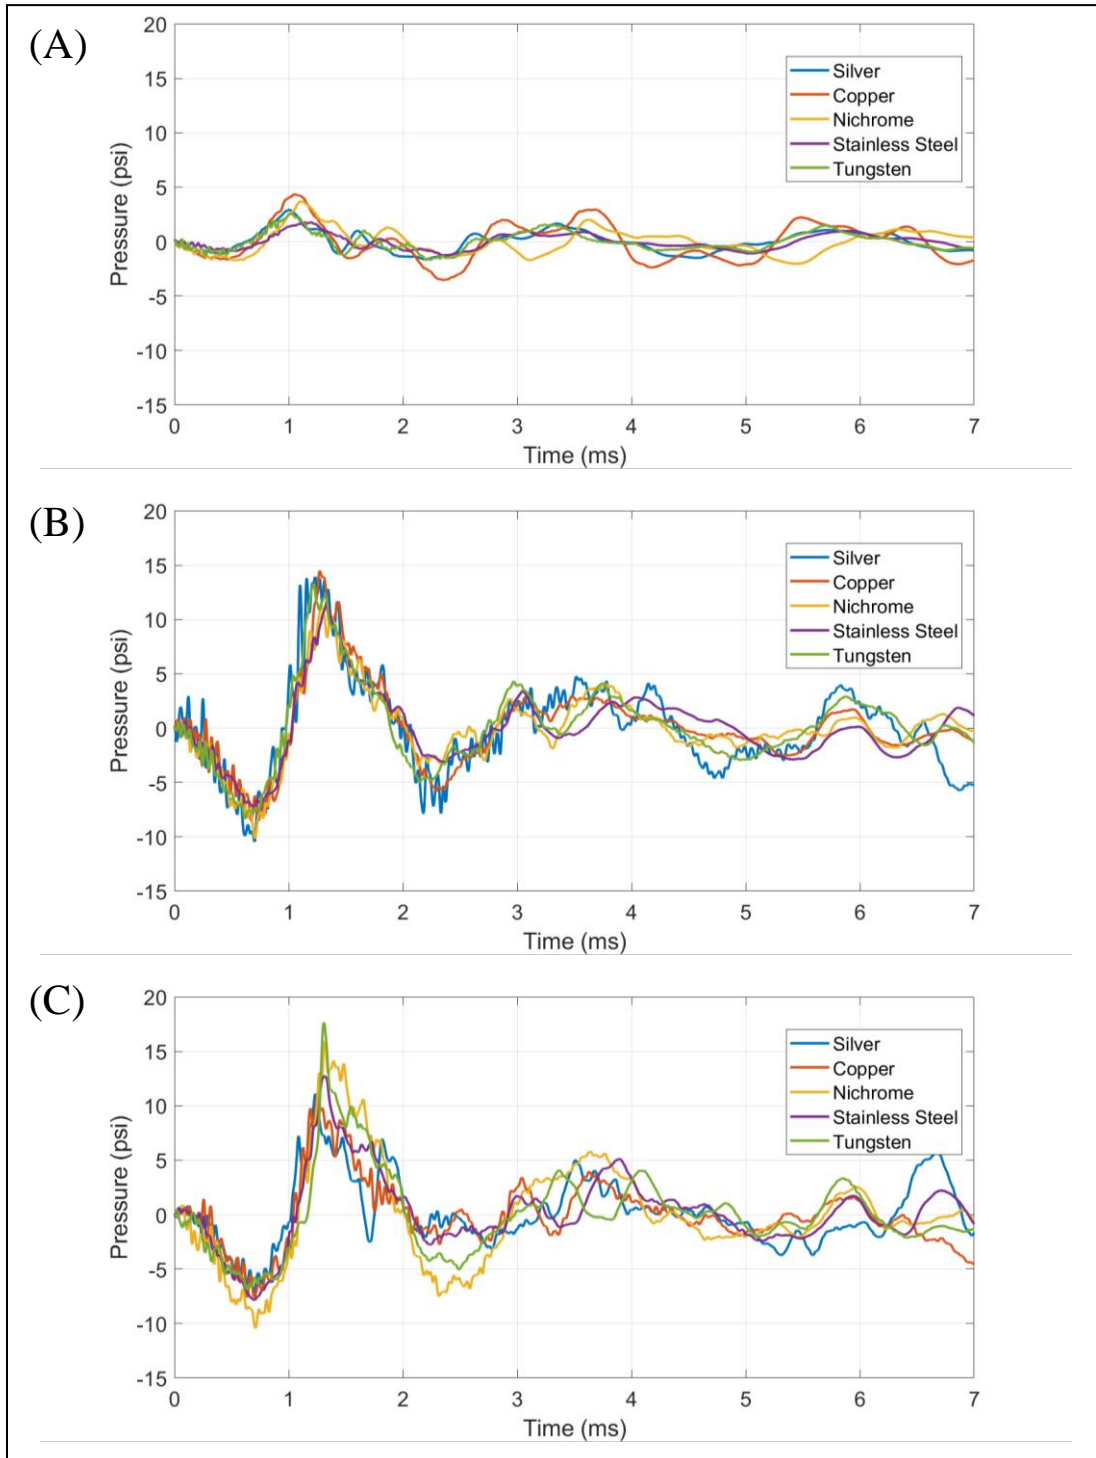 (A)
20
15
10
5
0
-5
-10
-15
Pressure (psi)
0 1 2 3 4 5 6 7
Time (ms)
Silver
Copper
Nichrome
Stainless Steel
Tungsten
(B)
20
15
10
5
0
-5
-10
-15
Pressure (psi)
0 1 2 3 4 5 6 7
Time (ms)
Silver
Copper
Nichrome
Stainless Steel
Tungsten
(C)
20
15
10
5
0
-5
-10
-15
Pressure (psi)
0 1 2 3 4 5 6 7
Time (ms)
Silver
Copper
Nichrome
Stainless Steel
Tungsten